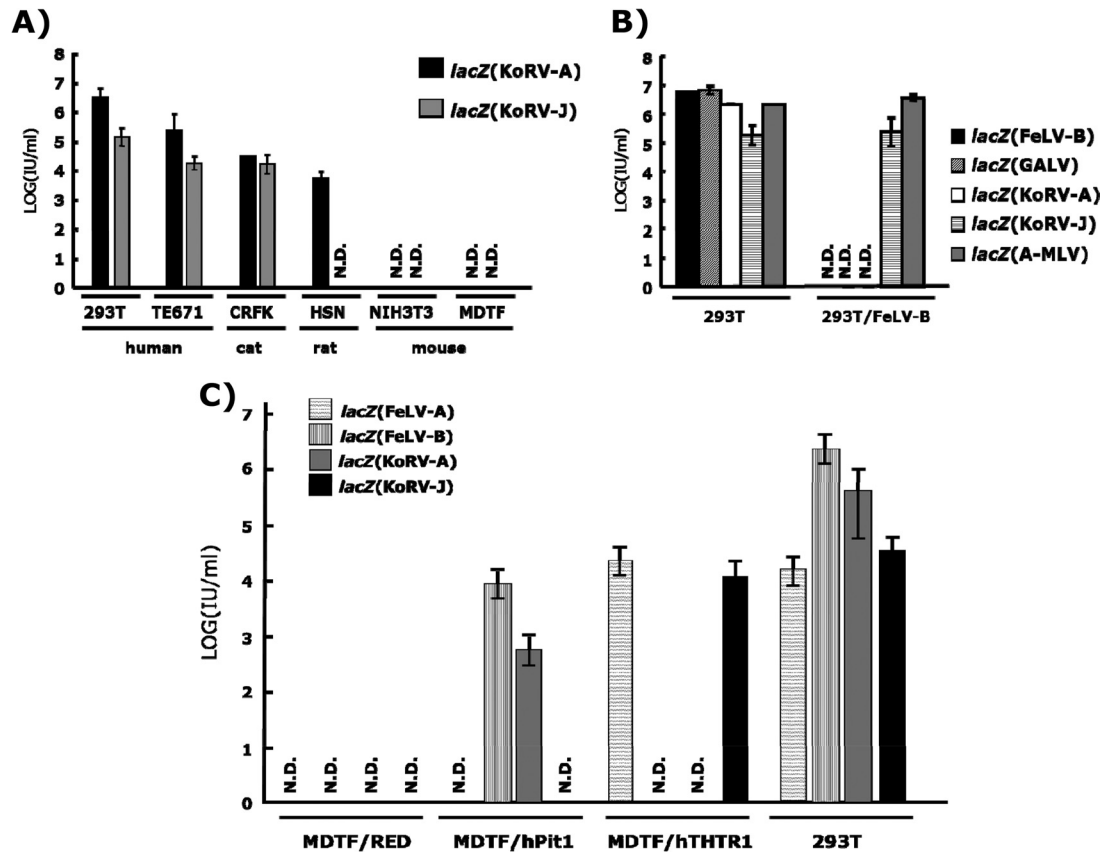 A)
LOG(IU/ml)
8
7
6
5
4
3
2
1
0
lacZ(KoRV-A)
lacZ(KoRV-J)
N.D.
N.D. N.D.
N.D. N.D.
293T TE671 CRFK HSN NIH3T3 MDTF
human cat rat mouse
B)
LOG(IU/ml)
8
7
6
5
4
3
2
1
0
N.D. N.D. N.D.
293T 293T/FeLV-B
lacZ(FeLV-B)
lacZ(GALV)
lacZ(KoRV-A)
lacZ(KoRV-J)
lacZ(A-MLV)
C)
LOG(IU/ml)
7
6
5
4
3
2
1
0
lacZ(FeLV-A)
lacZ(FeLV-B)
lacZ(KoRV-A)
lacZ(KoRV-J)
N.D. N.D. N.D. N.D. N.D. N.D. N.D. N.D.
MDTF/RED MDTF/hPit1 MDTF/hTHTR1 293T